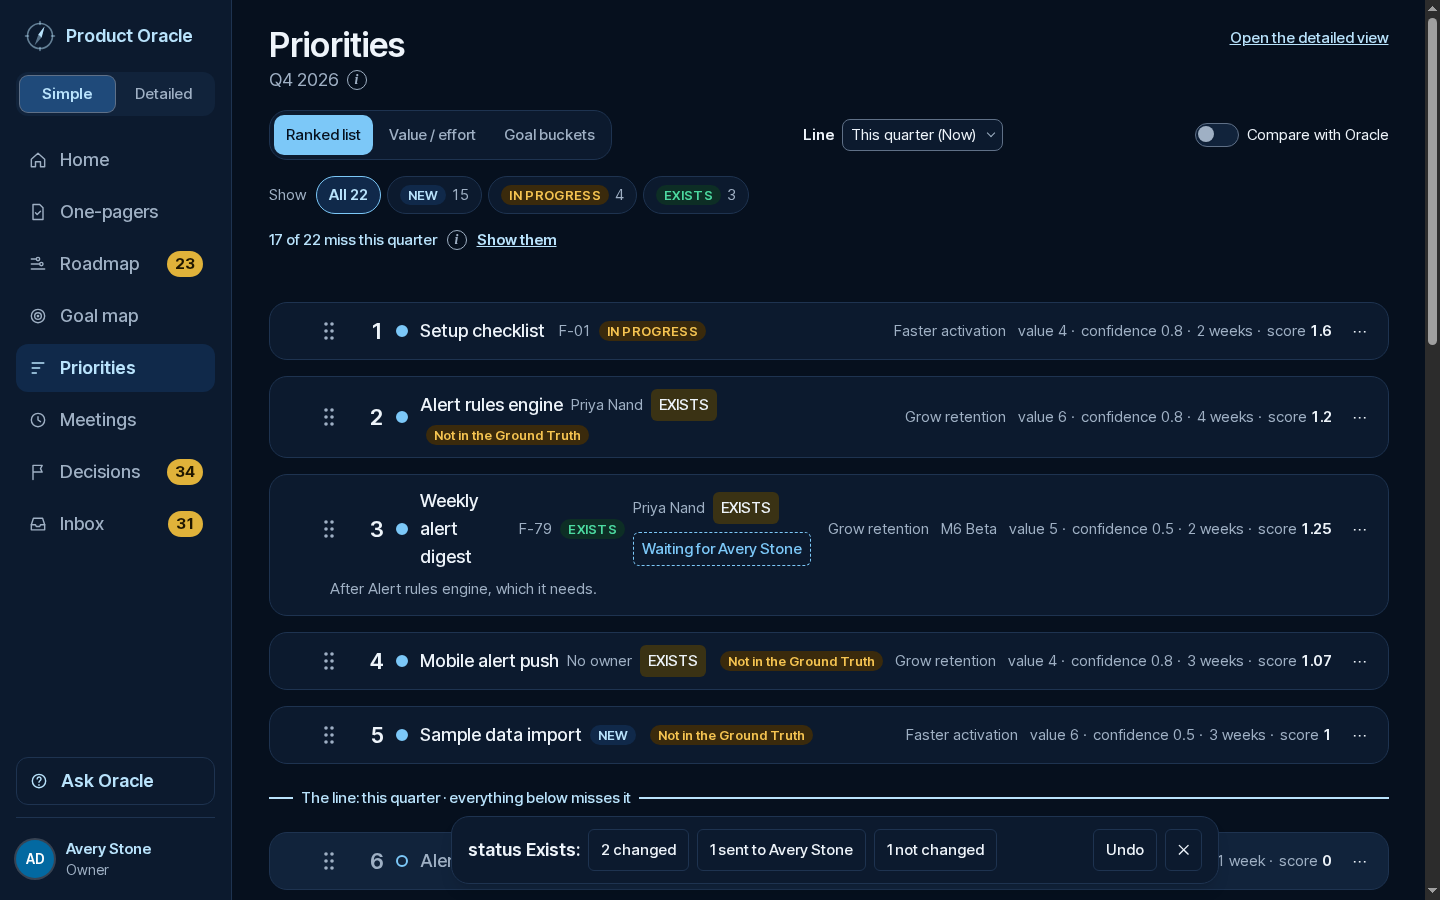 Product Oracle
Simple Detailed
Home
One-pagers
Roadmap 23
Goal map
Priorities
Meetings
Decisions 34
Inbox 31
Ask Oracle
AD Avery Stone
Owner
Priorities
Open the detailed view
Q4 2026 i
Ranked list Value / effort Goal buckets
Line This quarter (Now)
Compare with Oracle
Show All 22 NEW 15 IN PROGRESS 4 EXISTS 3
17 of 22 miss this quarter i Show them
1 Setup checklist F-01 IN PROGRESS Faster activation value 4 · confidence 0.8 · 2 weeks · score 1.6 ...
2 Alert rules engine Priya Nand EXISTS Grow retention value 6 · confidence 0.8 · 4 weeks · score 1.2 ...
Not in the Ground Truth
3 Weekly alert digest F-79 EXISTS Priya Nand EXISTS
Waiting for Avery Stone
Grow retention M6 Beta value 5 · confidence 0.5 · 2 weeks · score 1.25 ...
After Alert rules engine, which it needs.
4 Mobile alert push No owner EXISTS Not in the Ground Truth Grow retention value 4 · confidence 0.8 · 3 weeks · score 1.07 ...
5 Sample data import NEW Not in the Ground Truth Faster activation value 6 · confidence 0.5 · 3 weeks · score 1 ...
The line: this quarter · everything below misses it
6 1 week · score 0 ...
status Exists: 2 changed 1 sent to Avery Stone 1 not changed Undo ×